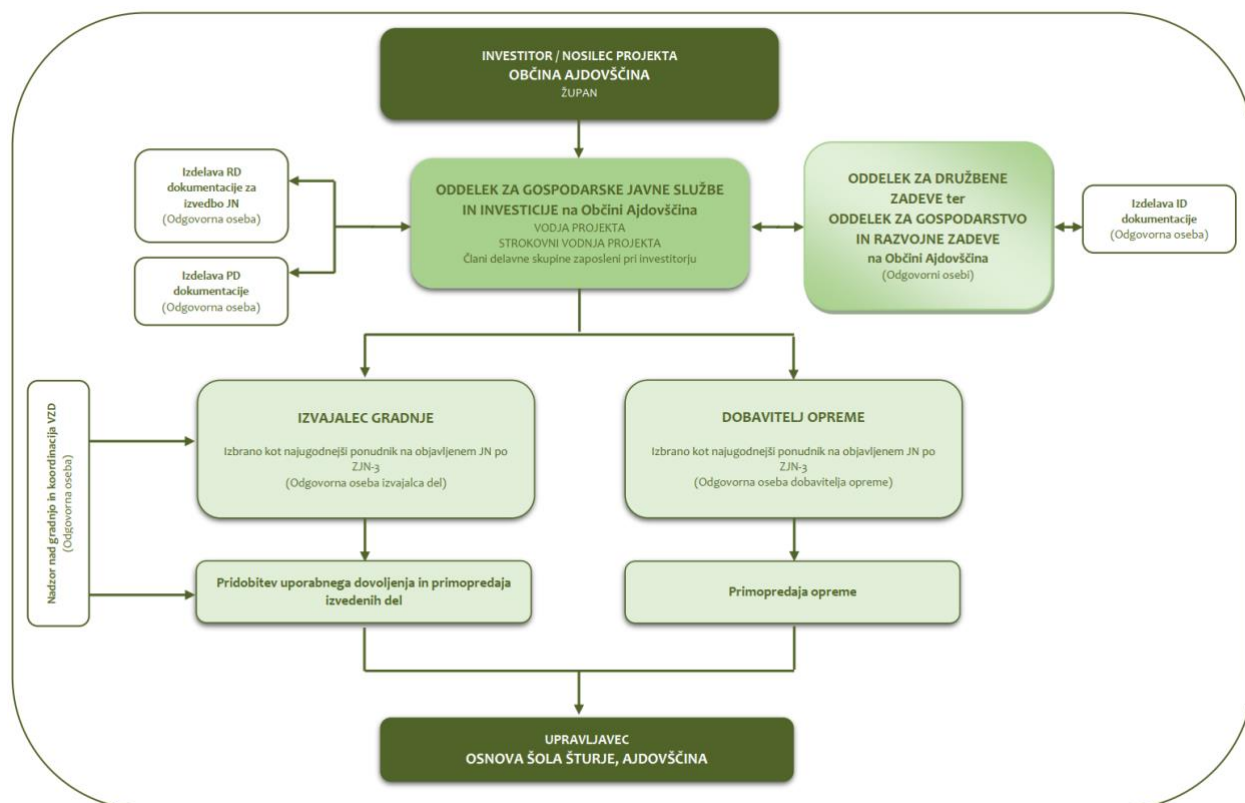 INVESTITOR / NOSILEC PROJEKTA
OBČINA AJDOVŠČINA
ŽUPAN
Izdelava RD
dokumentacije za
izvedbo JN
(Odgovorna oseba)
Izdelava PD
dokumentacije
(Odgovorna oseba)
ODDELEK ZA GOSPODARSKE JAVNE SLUŽBE
IN INVESTICIJE na Občini Ajdovščina
VODJA PROJEKTA
STROKOVNI VODNJA PROJEKTA
Člani delavne skupine zaposleni pri investitorju
ODDELEK ZA DRUŽBENE
ZADEVE ter
ODDELEK ZA GOSPODARSTVO
IN RAZVOJNE ZADEVE
na Občini Ajdovščina
(Odgovorni osebi)
Izdelava ID
dokumentacije
(Odgovorna oseba)
Nadzor nad gradnjo in koordinacija VZD
(Odgovorna oseba)
IZVAJALEC GRADNJE
Izbrano kot najugodnejši ponudnik na objavljenem JN po
ZJN-3
(Odgovorna oseba izvajalca del)
DOBAVITELJ OPREME
Izbrano kot najugodnejši ponudnik na objavljenem JN po
ZJN-3
(Odgovorna oseba dobavitelja opreme)
Pridobitev uporabnega dovoljenja in primopredaja
izvedenih del
Primopredaja opreme
UPRAVLJAVEC
OSNOVA ŠOLA ŠTURJE, AJDOVŠČINA